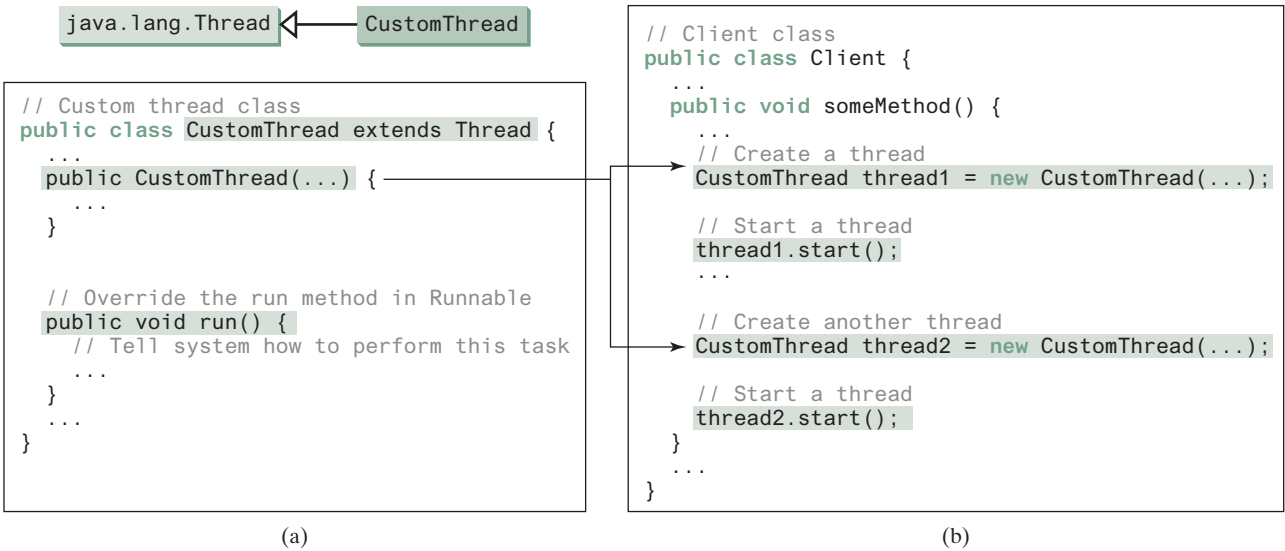 java.lang.Thread
CustomThread
// Custom thread class
public class CustomThread extends Thread {
...
public CustomThread(...) {
...
}
// Override the run method in Runnable
public void run() {
// Tell system how to perform this task
...
}
...
}
(a)
// Client class
public class Client {
...
public void someMethod() {
...
// Create a thread
CustomThread thread1 = new CustomThread(...);
// Start a thread
thread1.start();
...
// Create another thread
CustomThread thread2 = new CustomThread(...);
// Start a thread
thread2.start();
}
...
}
(b)